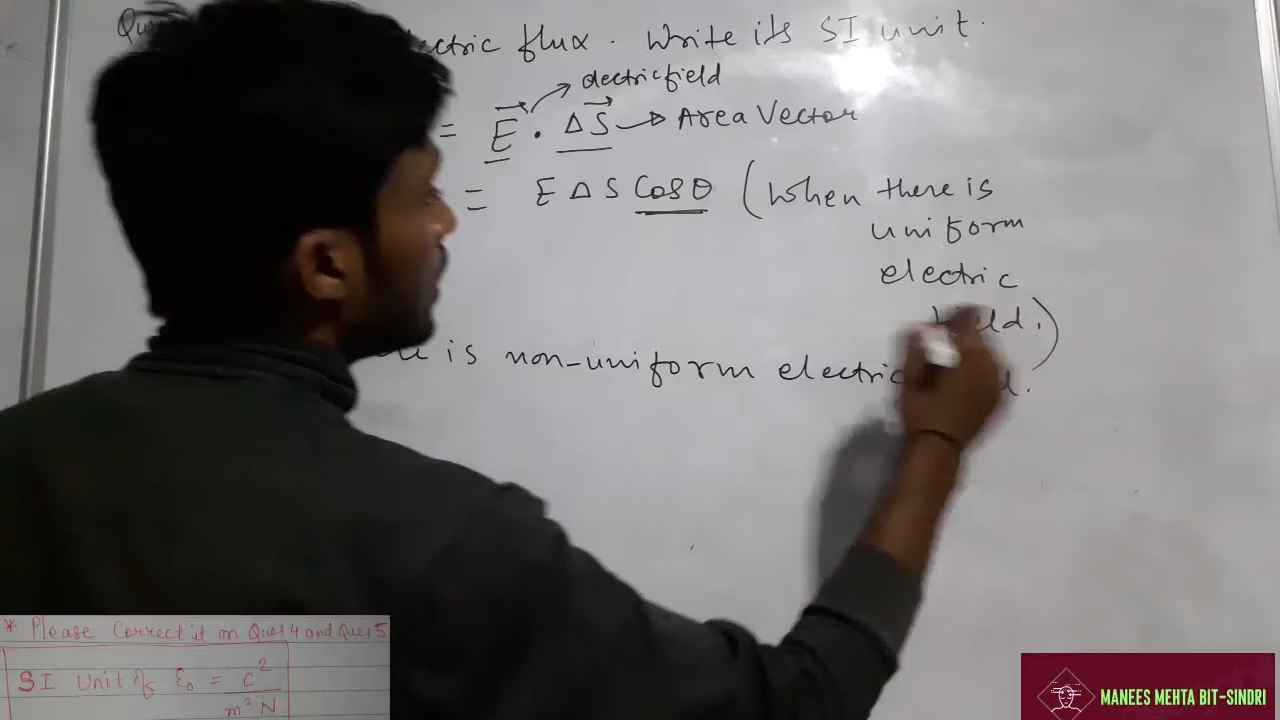 flux. Write its SI unit.
electric field
= E⃗ . ΔS⃗ → Area Vector
= E Δ S Cos θ (When there is
uniform
electric
field.)
is non-uniform electric
* Please Correct it on Ques 4 and Ques 5
SI Unit of ε₀ = C²
m² N
MANEES MEHTA BIT-SINDRI